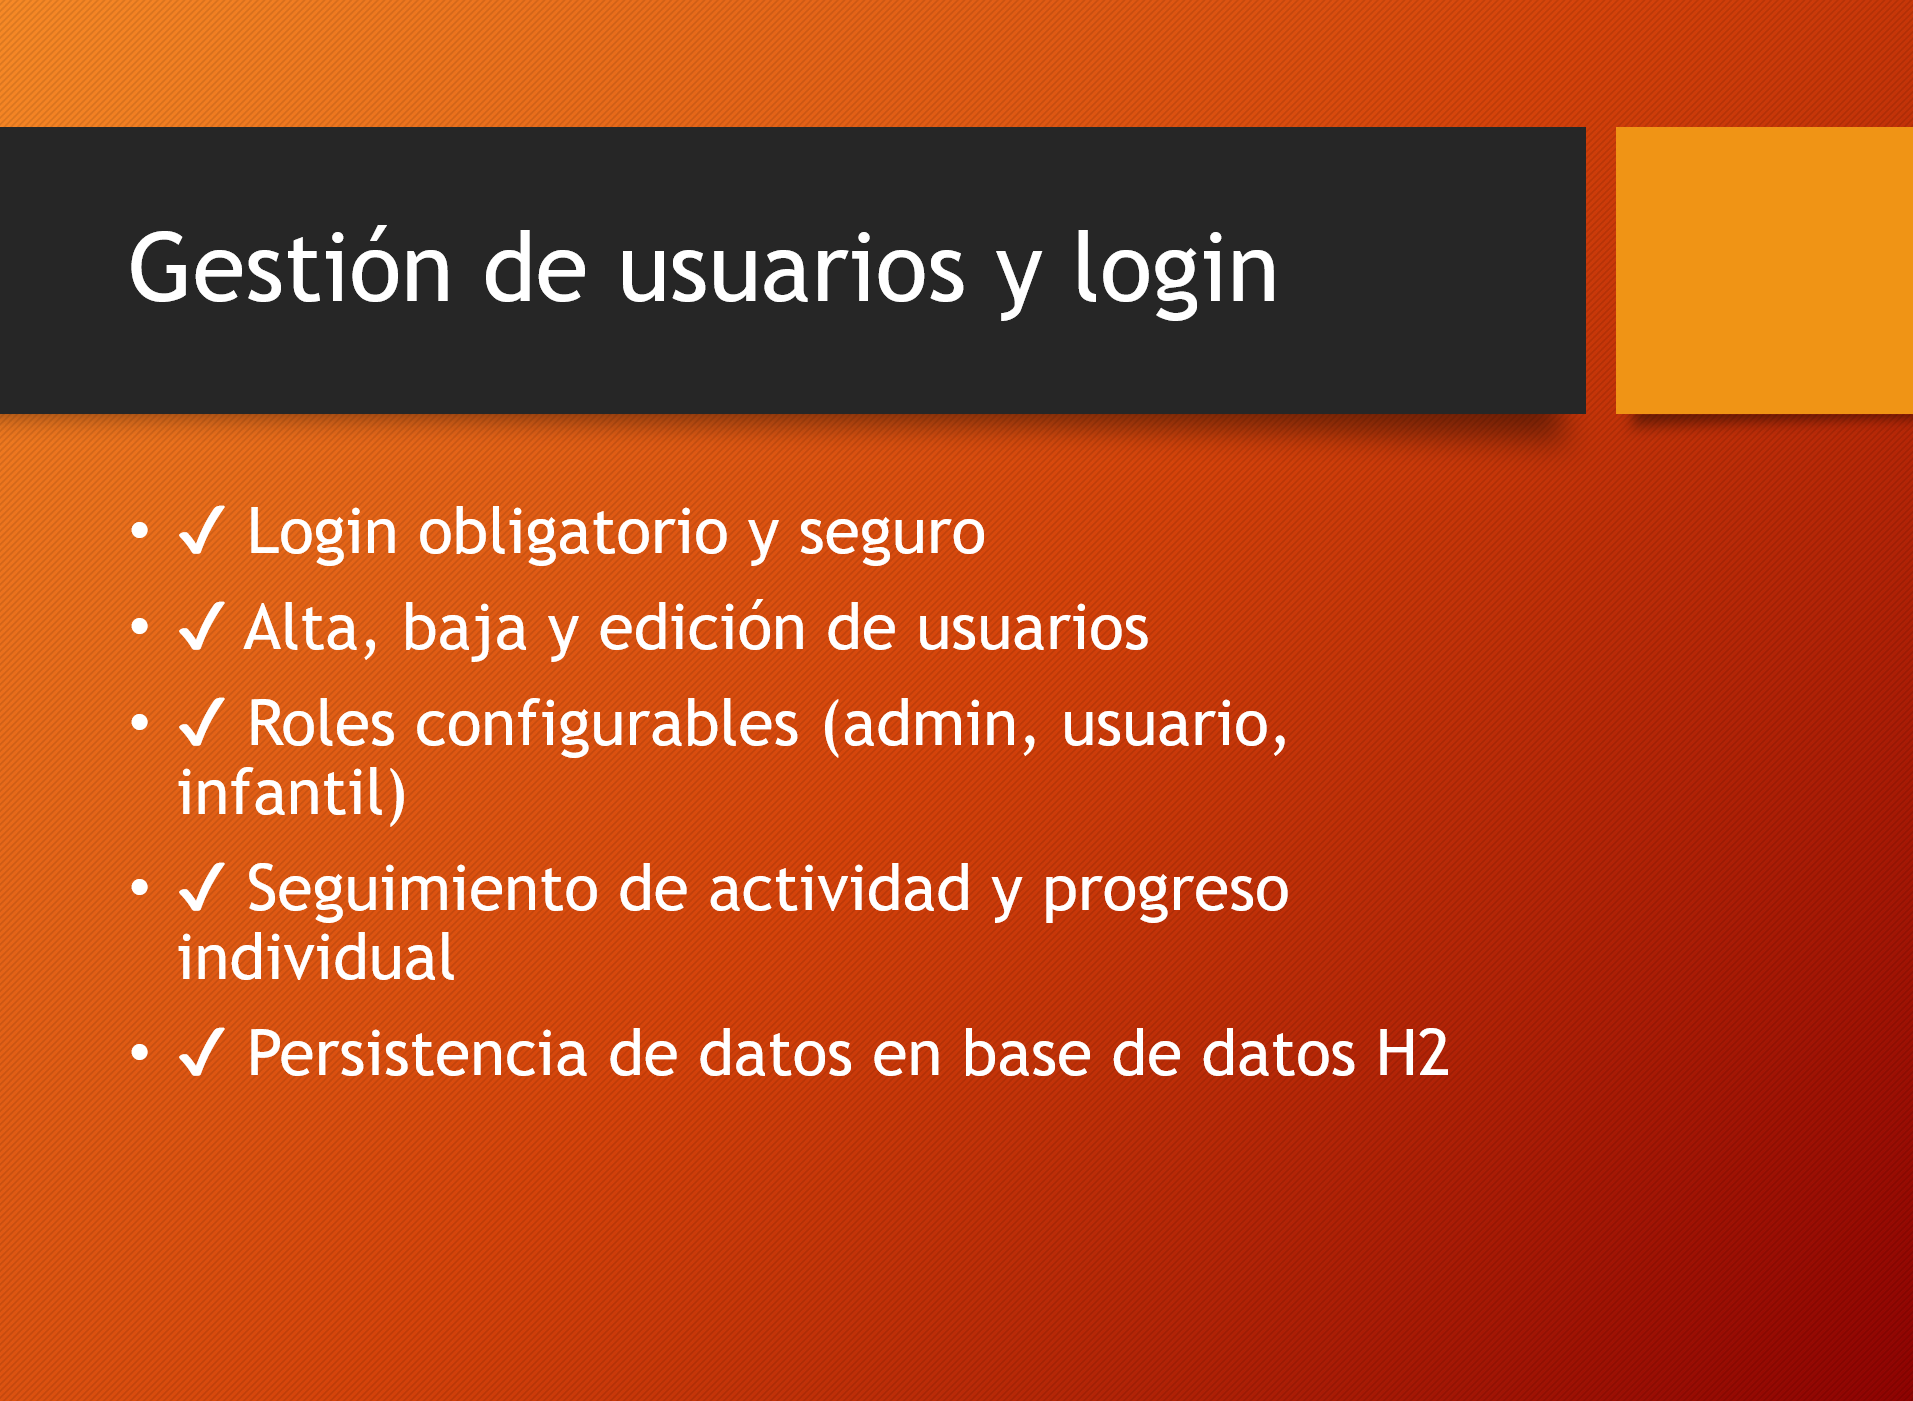 Gestión de usuarios y login
• ✔ Login obligatorio y seguro
• ✔ Alta, baja y edición de usuarios
• ✔ Roles configurables (admin, usuario,
infantil)
• ✔ Seguimiento de actividad y progreso
individual
• ✔ Persistencia de datos en base de datos H2